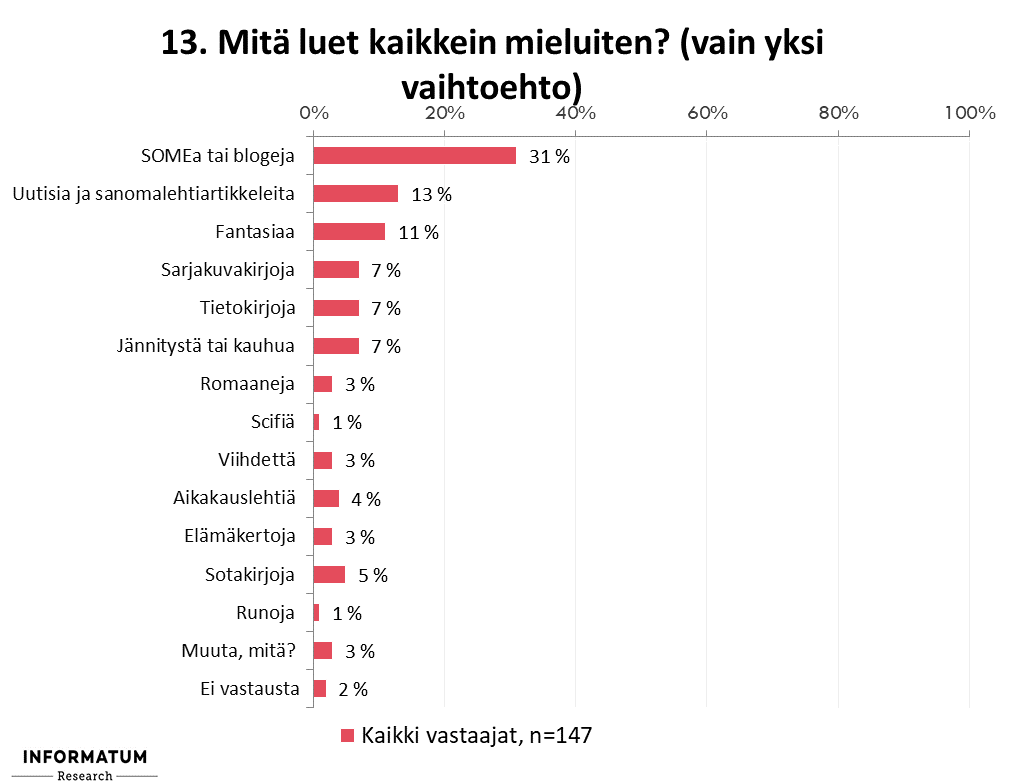 13. Mitä luet kaikkein mieluiten? (vain yksi
vaihtoehto)
0% 20% 40% 60% 80% 100%
SOMEa tai blogeja 31 %
Uutisia ja sanomalehtiartikkeleita 13 %
Fantasiaa 11 %
Sarjakuvakirjoja 7 %
Tietokirjoja 7 %
Jännitystä tai kauhua 7 %
Romaaneja 3 %
Scifiä 1 %
Viihdettä 3 %
Aikakauslehtiä 4 %
Elämäkertoja 3 %
Sotakirjoja 5 %
Runoja 1 %
Muuta, mitä? 3 %
Ei vastausta 2 %
Kaikki vastaajat, n=147
INFORMATUM
Research